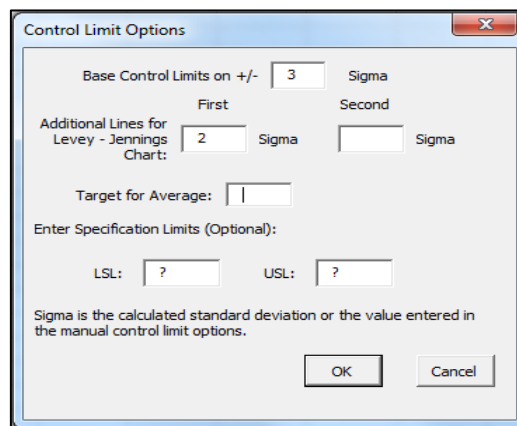 Control Limit Options
Base Control Limits on +/- 3 Sigma
First Second
Additional Lines for
Levey - Jennings 2 Sigma Sigma
Chart:
Target for Average:
Enter Specification Limits (Optional):
LSL: ? USL: ?
Sigma is the calculated standard deviation or the value entered in
the manual control limit options.
OK Cancel